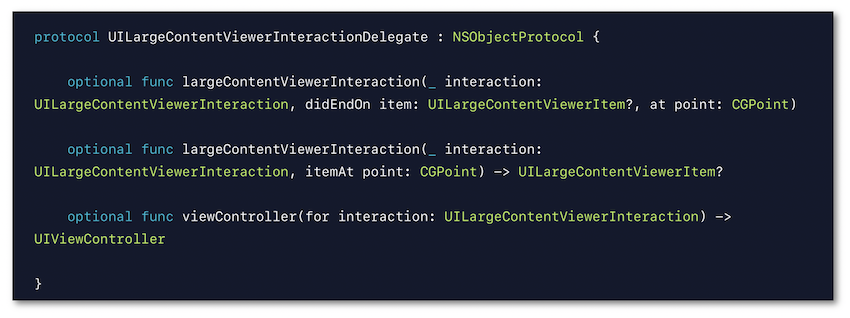 protocol UILargeContentViewerInteractionDelegate : NSObjectProtocol {
optional func largeContentViewerInteraction(_ interaction:
UILargeContentViewerInteraction, didEndOn item: UILargeContentViewerItem?, at point: CGPoint)
optional func largeContentViewerInteraction(_ interaction:
UILargeContentViewerInteraction, itemAt point: CGPoint) -> UILargeContentViewerItem?
optional func viewController(for interaction: UILargeContentViewerInteraction) ->
UIViewController
}